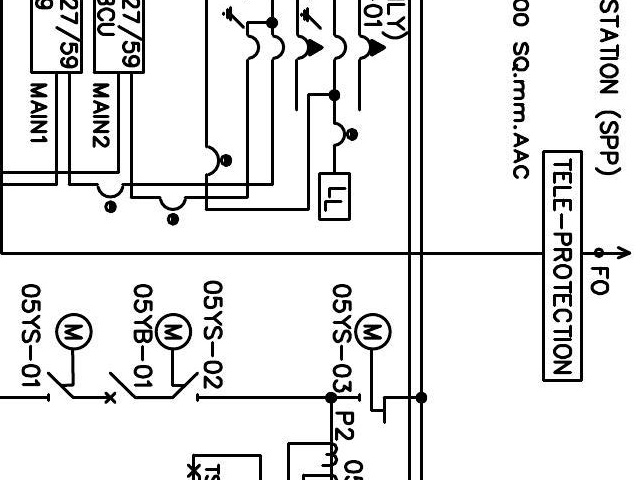 STATION (SPP)
00 SQ.mm.AAC
TELE-PROTECTION
FO
LY)
-01
27/59
BCU
27/59
9
MAIN2
MAIN1
LL
05YS-03
M
05YS-02
05YB-01
M
05YS-01
M
P2
05
TS